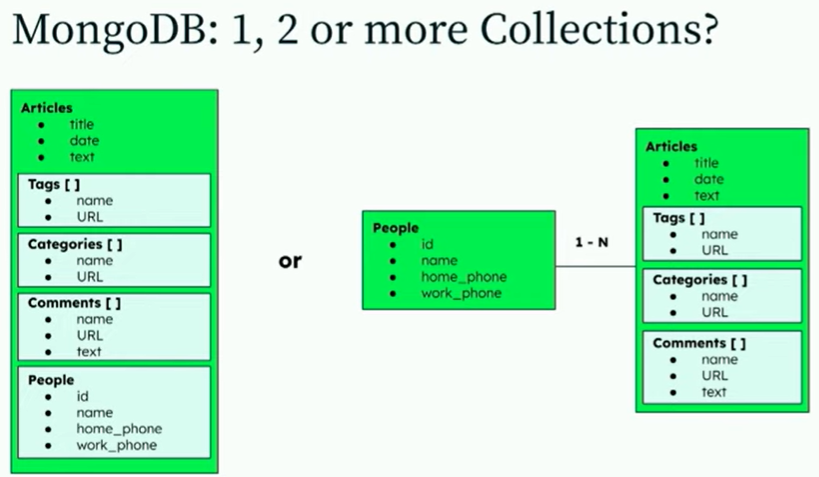 MongoDB: 1, 2 or more Collections?
Articles
• title
• date
• text
Tags [ ]
• name
• URL
Categories [ ]
• name
• URL
Comments [ ]
• name
• URL
• text
People
• id
• name
• home_phone
• work_phone
or
People
• id
• name
• home_phone
• work_phone
1 - N
Articles
• title
• date
• text
Tags [ ]
• name
• URL
Categories [ ]
• name
• URL
Comments [ ]
• name
• URL
• text